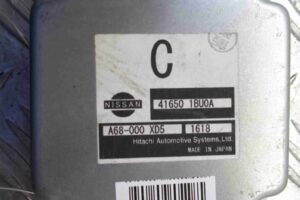 C
NISSAN 41650 1BU0A
A68-000 XD5 1618
Hitachi Automotive Systems,Ltd.
MADE IN JAPAN